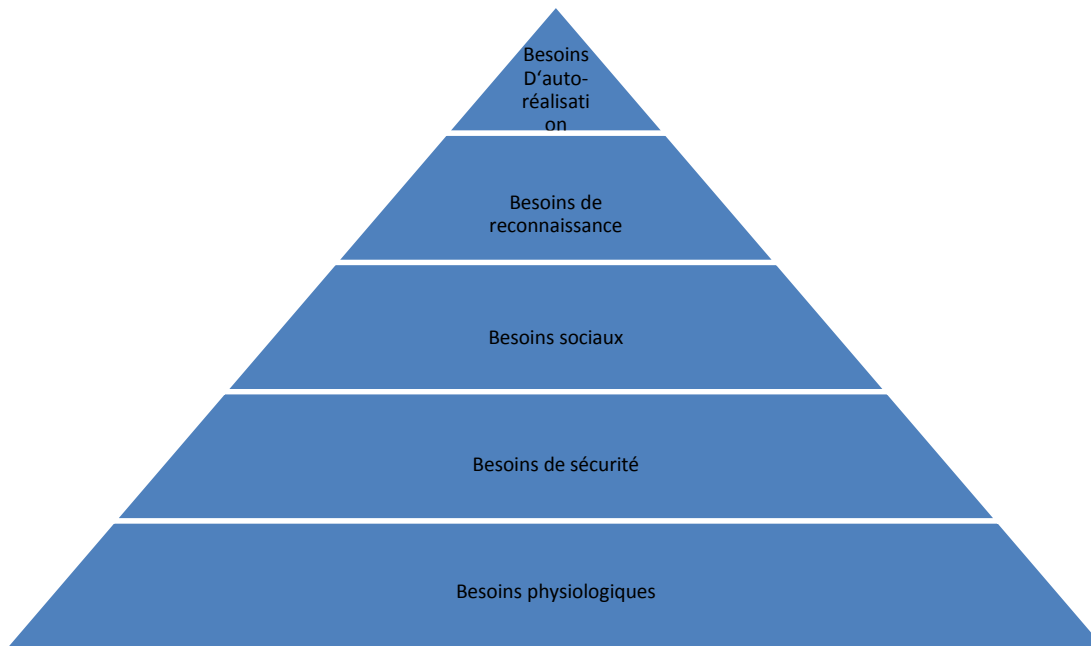 Besoins
D‘auto-
réalisati
on
Besoins de
reconnaissance
Besoins sociaux
Besoins de sécurité
Besoins physiologiques